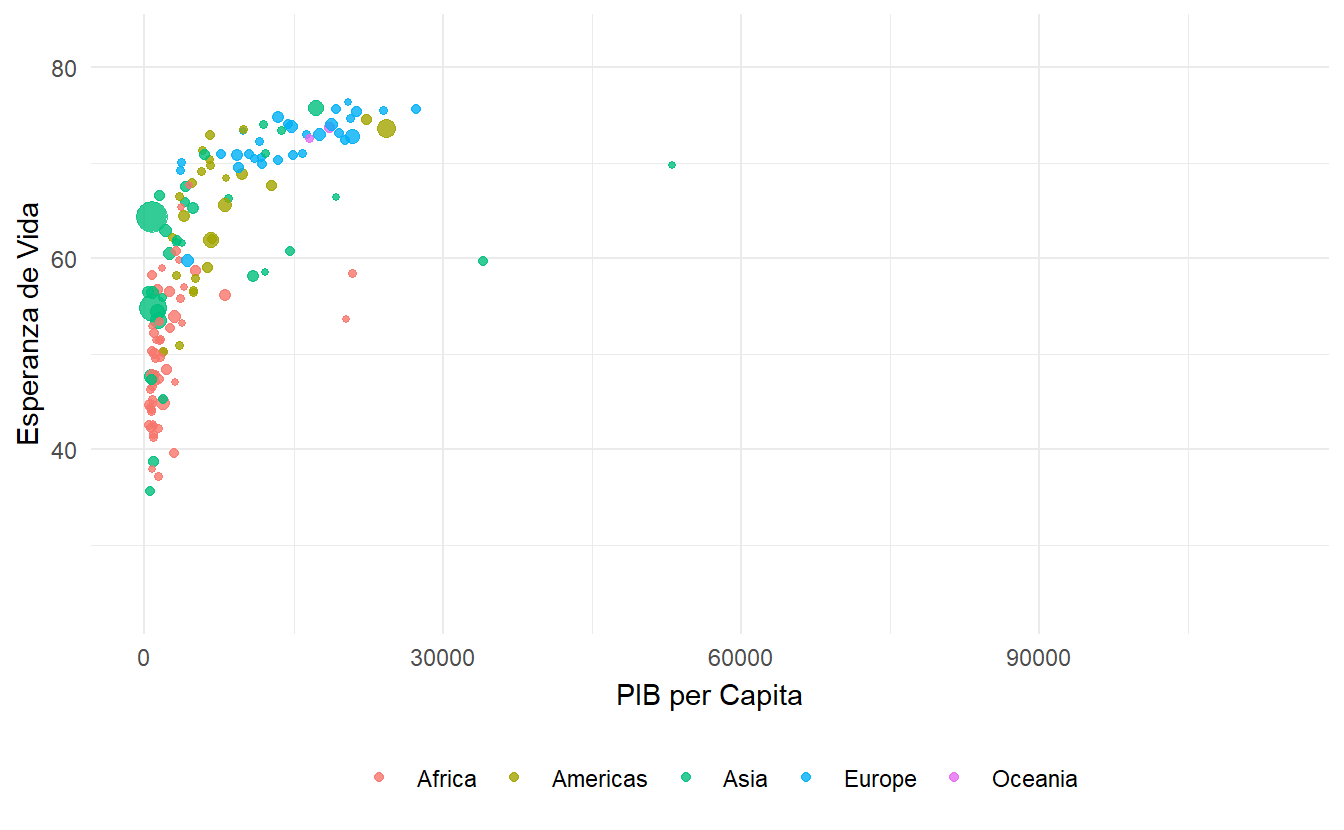 80
60
40
Esperanza de Vida
0 30000 60000 90000
PIB per Capita
Africa Americas Asia Europe Oceania